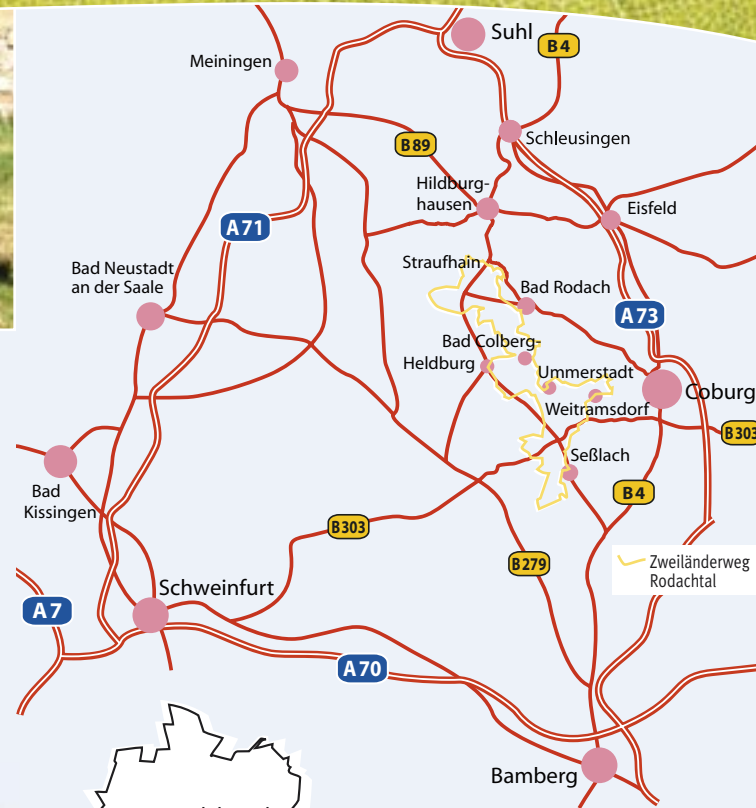 Suhl
B4
Meiningen
Schleusingen
B89
Hildburg-
hausen
Eisfeld
A71
Straufhain
Bad Neustadt
an der Saale
Bad Rodach
A73
Bad Colberg-
Heldburg
Ummerstadt
Coburg
Weitramsdorf
B303
Seßlach
Bad
Kissingen
B4
B303
B279
Zweiländerweg
Rodachtal
Schweinfurt
A7
A70
Bamberg